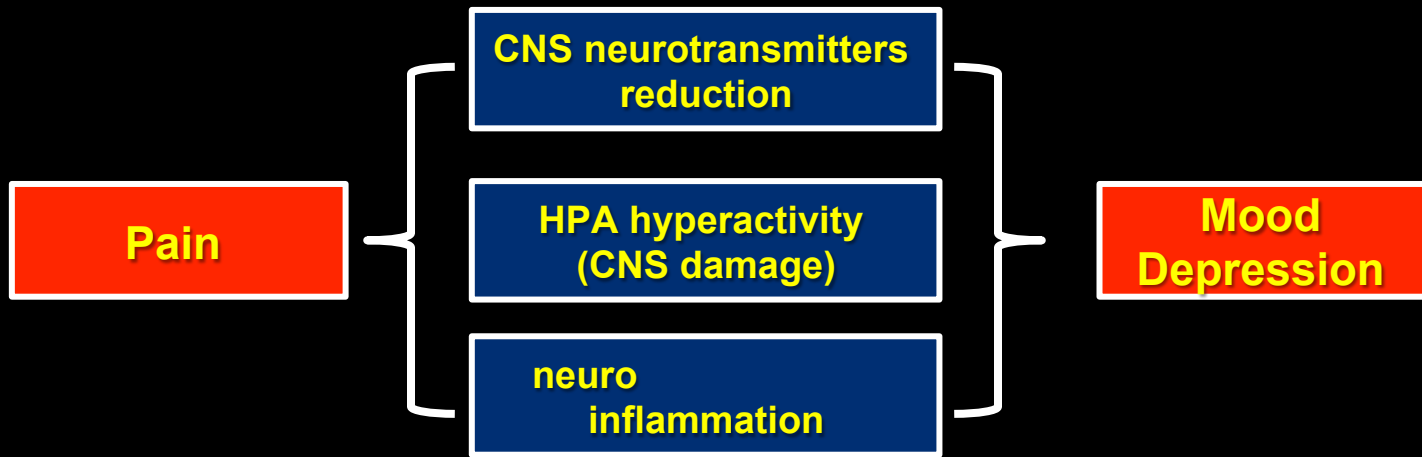 CNS neurotransmitters
reduction
Pain
HPA hyperactivity
(CNS damage)
Mood
Depression
neuro
inflammation